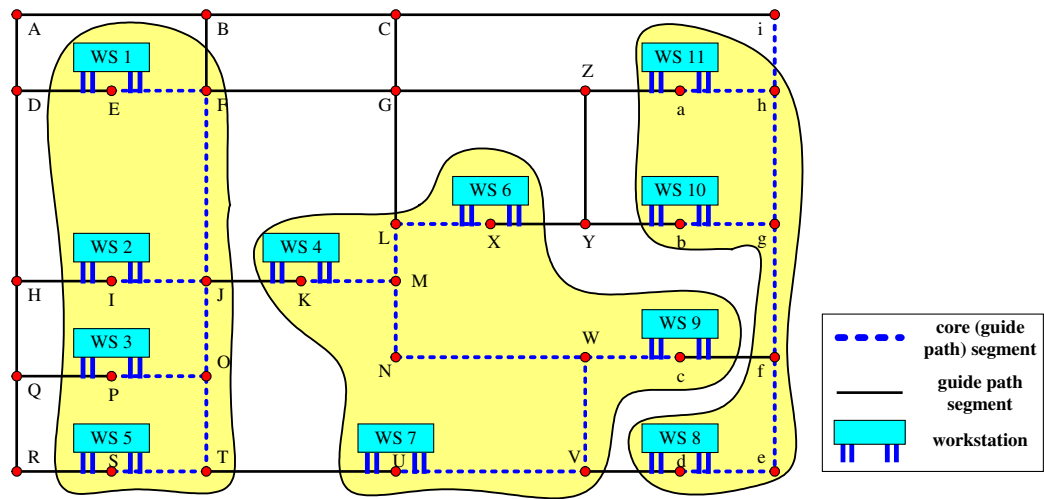 A
B
C
i
WS 1
WS 11
Z
D
E
F
G
a
h
WS 6
WS 10
L
X
Y
b
g
WS 2
WS 4
M
H
I
J
K
WS 3
WS 9
W
N
c
f
O
Q
P
WS 5
WS 7
WS 8
R
S
T
U
V
d
e
core (guide
path) segment
guide path
segment
workstation